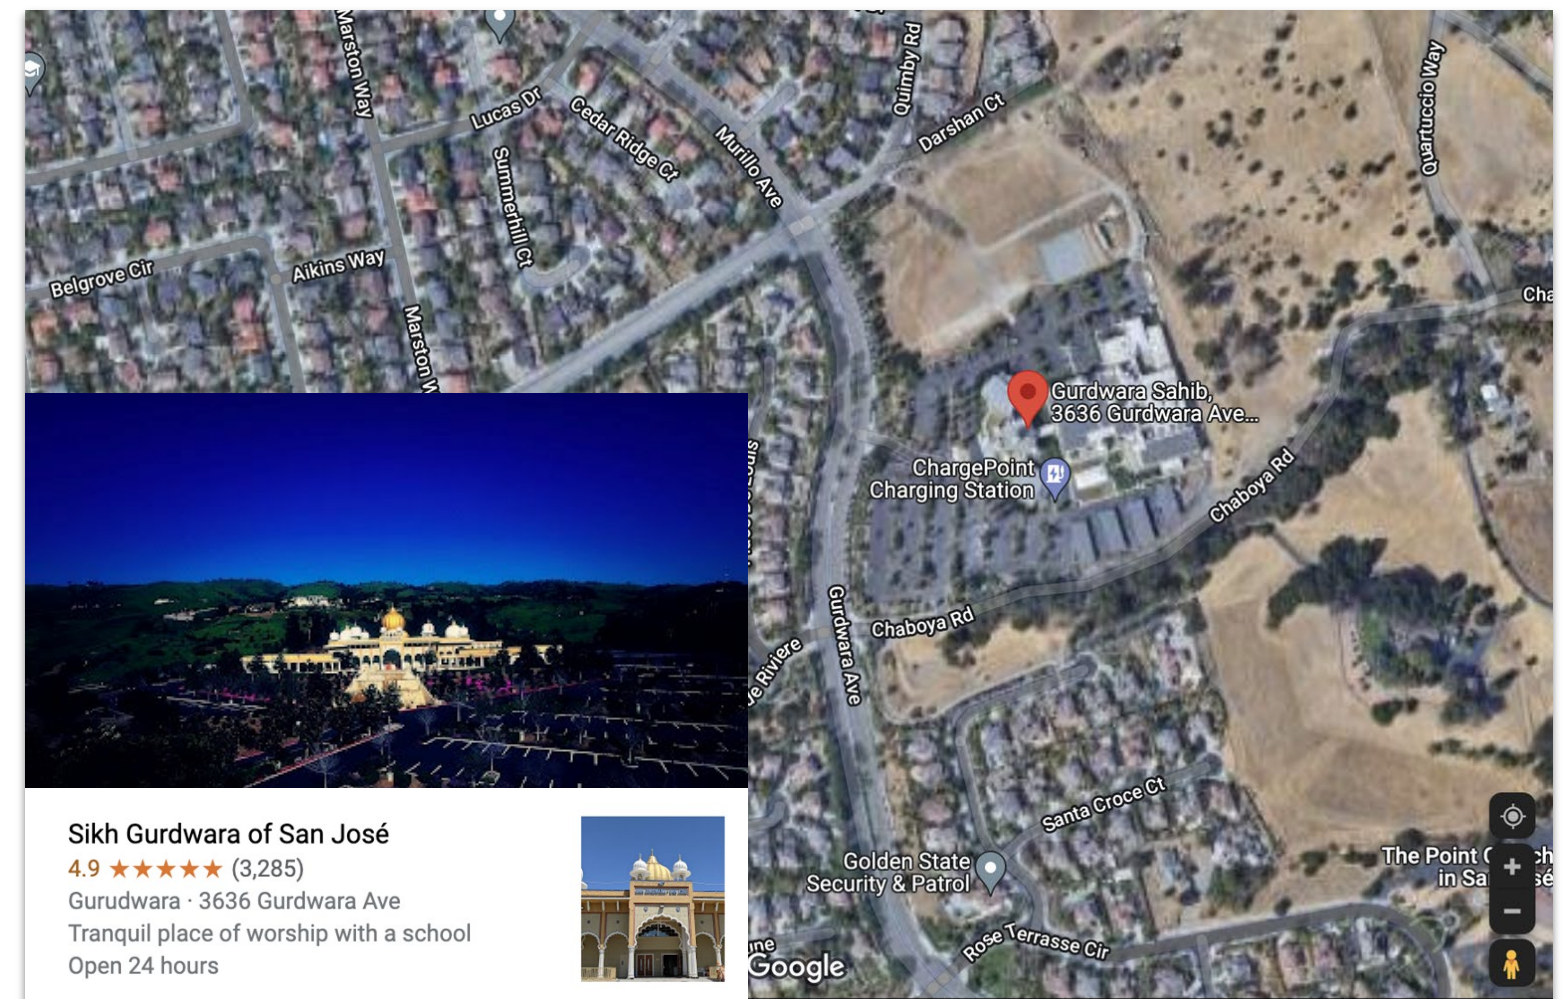 Marston Way
Quimby Rd
Quartuccio Way
Lucas Dr
Cedar Ridge Ct
Murillo Ave
Darshan Ct
Summerhill Ct
Belgrove Cir
Aikins Way
Cha
Marston W
Gurdwara Sahib,
3636 Gurdwara Ave...
ChargePoint
Charging Station
Chaboya Rd
Chaboya Rd
Gurdwara Ave
Riviere
Santa Croce Ct
Golden State
Security & Patrol
The Point C ch
in Sa sé
Rose Terrasse Cir
Google
Sikh Gurdwara of San José
4.9 ★★★★★ (3,285)
Gurudwara · 3636 Gurdwara Ave
Tranquil place of worship with a school
Open 24 hours